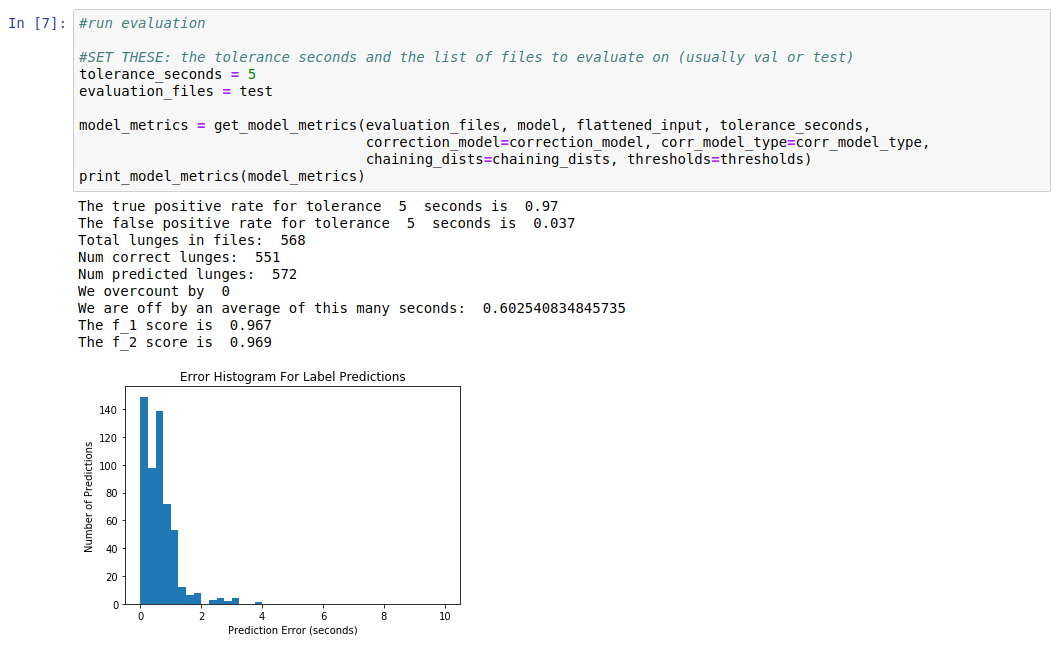 In [7]:
#run evaluation
#SET THESE: the tolerance seconds and the list of files to evaluate on (usually val or test)
tolerance_seconds = 5
evaluation_files = test
model_metrics = get_model_metrics(evaluation_files, model, flattened_input, tolerance_seconds,
correction_model=correction_model, corr_model_type=corr_model_type,
chaining_dists=chaining_dists, thresholds=thresholds)
print_model_metrics(model_metrics)
The true positive rate for tolerance  5  seconds is  0.97
The false positive rate for tolerance  5  seconds is  0.037
Total lunges in files:  568
Num correct lunges:  551
Num predicted lunges:  572
We overcount by  0
We are off by an average of this many seconds:  0.602540834845735
The f_1 score is  0.967
The f_2 score is  0.969
Error Histogram For Label Predictions
Number of Predictions
140
120
100
80
60
40
20
0
0 2 4 6 8 10
Prediction Error (seconds)